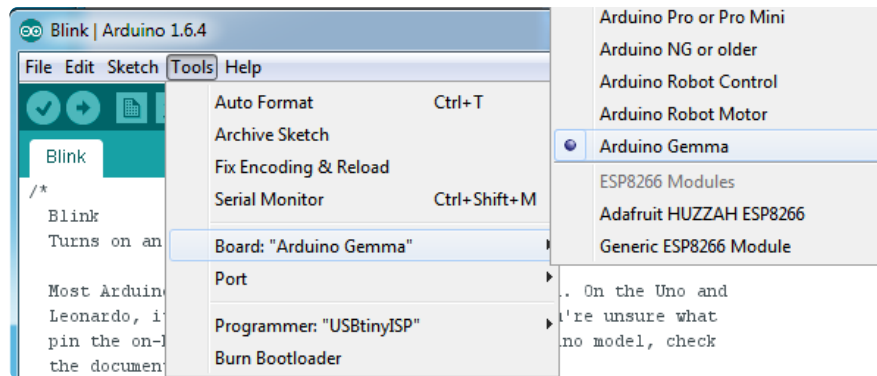 Blink | Arduino 1.6.4
File Edit Sketch Tools Help
Auto Format Ctrl+T
Archive Sketch
Fix Encoding & Reload
Serial Monitor Ctrl+Shift+M
Board: "Arduino Gemma"
Port
Programmer: "USBtinyISP"
Burn Bootloader
Arduino Pro or Pro Mini
Arduino NG or older
Arduino Robot Control
Arduino Robot Motor
Arduino Gemma
ESP8266 Modules
Adafruit HUZZAH ESP8266
Generic ESP8266 Module
Blink
/*
Blink
Turns on an
Most Arduin . On the Uno and
Leonardo, i 're unsure what
pin the on- no model, check
the documen